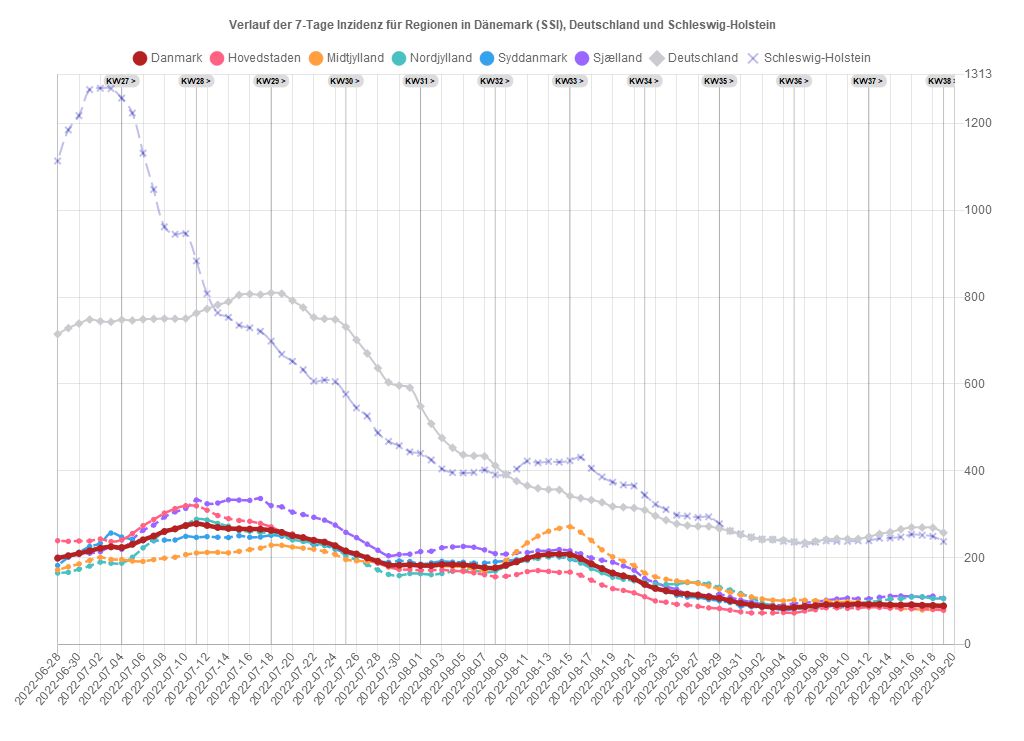 Verlauf der 7-Tage Inzidenz für Regionen in Dänemark (SSI), Deutschland und Schleswig-Holstein
Danmark Hovedstaden Midtjylland Nordjylland Syddanmark Sjælland Deutschland Schleswig-Holstein
KW27 > KW28 > KW29 > KW30 > KW31 > KW32 > KW33 > KW34 > KW35 > KW36 > KW37 > KW38 >
1313
1200
1000
800
600
400
200
0
2022-06-28 2022-06-30 2022-07-02 2022-07-04 2022-07-06 2022-07-08 2022-07-10 2022-07-12 2022-07-14 2022-07-16 2022-07-18 2022-07-20 2022-07-22 2022-07-24 2022-07-26 2022-07-28 2022-07-30 2022-08-01 2022-08-03 2022-08-05 2022-08-07 2022-08-09 2022-08-11 2022-08-13 2022-08-15 2022-08-17 2022-08-19 2022-08-21 2022-08-23 2022-08-25 2022-08-27 2022-08-29 2022-08-31 2022-09-02 2022-09-04 2022-09-06 2022-09-08 2022-09-10 2022-09-12 2022-09-14 2022-09-16 2022-09-18 2022-09-20